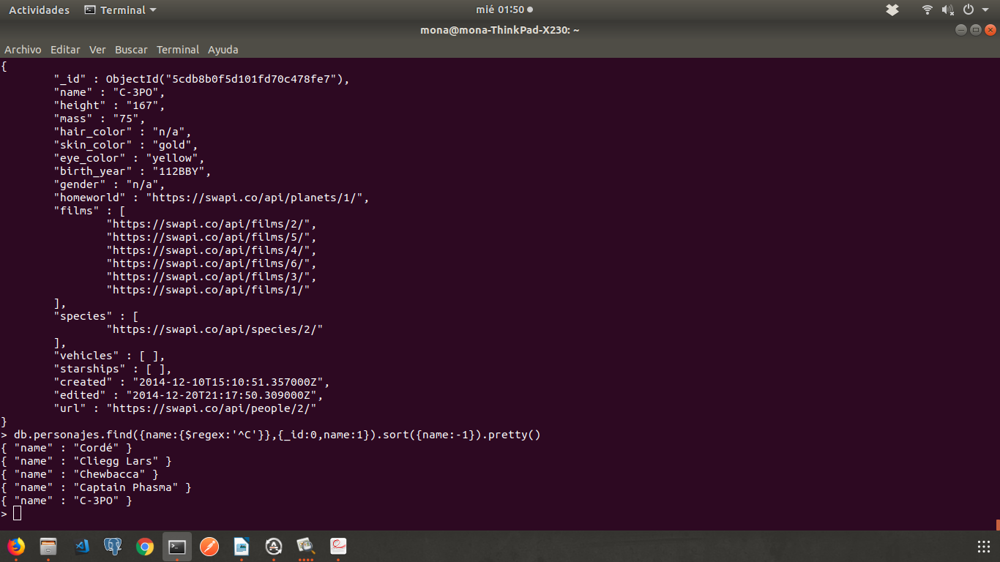 Actividades Terminal mié 01:50
mona@mona-ThinkPad-X230: ~
Archivo Editar Ver Buscar Terminal Ayuda
{
"_id" : ObjectId("5cdb8b0f5d101fd70c478fe7"),
"name" : "C-3PO",
"height" : "167",
"mass" : "75",
"hair_color" : "n/a",
"skin_color" : "gold",
"eye_color" : "yellow",
"birth_year" : "112BBY",
"gender" : "n/a",
"homeworld" : "https://swapi.co/api/planets/1/",
"films" : [
"https://swapi.co/api/films/2/",
"https://swapi.co/api/films/5/",
"https://swapi.co/api/films/4/",
"https://swapi.co/api/films/6/",
"https://swapi.co/api/films/3/",
"https://swapi.co/api/films/1/"
],
"species" : [
"https://swapi.co/api/species/2/"
],
"vehicles" : [ ],
"starships" : [ ],
"created" : "2014-12-10T15:10:51.357000Z",
"edited" : "2014-12-20T21:17:50.309000Z",
"url" : "https://swapi.co/api/people/2/"
}
> db.personajes.find({name:{$regex:'^C'}},{_id:0,name:1}).sort({name:-1}).pretty()
{ "name" : "Cordé" }
{ "name" : "Cliegg Lars" }
{ "name" : "Chewbacca" }
{ "name" : "Captain Phasma" }
{ "name" : "C-3PO" }
>